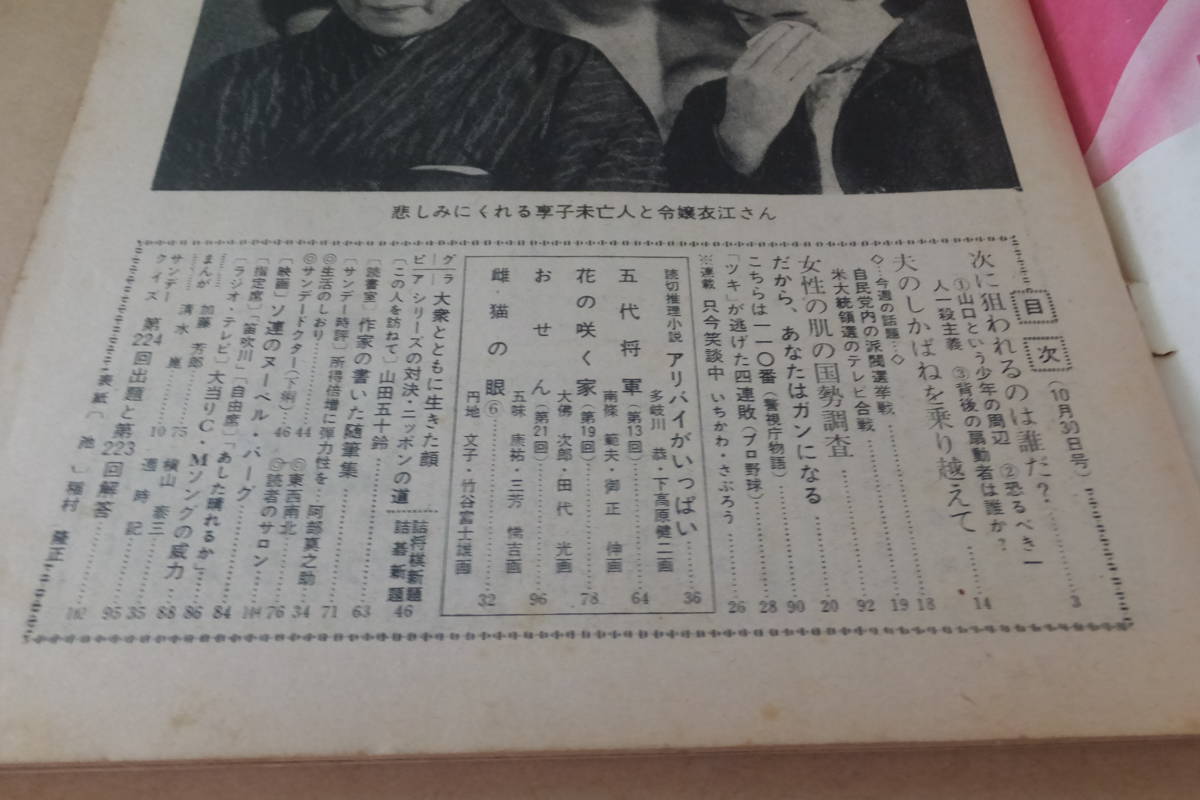 悲しみにくれる享子未亡人と令嬢衣江さん
目次
(10月30日号)
次に狙われるのは誰だ?……3
①山口という少年の周辺 ②恐るべき一
人一殺主義 ③背後の扇動者は誰か?
夫のしかばねを乗り越えて……14
◇…今週の話題…◇
自民党内の派閥選挙戦……18
米大統領選のテレビ合戦……19
女性の肌の国勢調査……92
だから、あなたはガンになる……20
こちらは一一〇番(警視庁物語)……90
「ツキ」が逃げた四連敗(プロ野球)……28
※連載 只今笑談中 いちかわ・さぶろう……26
読切推理小説 アリバイがいっぱい……36
多岐川 恭・下高原健二画
五代将軍(第13回)……64
南條 範夫・御正 伸画
花の咲く家(第19回)……78
大佛 次郎・田代 光画
おせん(第21回)……96
五味 康祐・三芳 悌吉画
雌・猫の眼⑥……32
円地 文子・竹谷富士雄画
グラビア
大衆とともに生きた顔
シリーズの対決・ニッポンの道
〔この人を訪ねて〕山田五十鈴
詰将棋新題
詰碁新題……46
〔読書室〕作家の書いた随筆集……63
〔サンデー時評〕所得倍増に弾力性を…阿部真之助……71
◎生活のしおり……44
◎東西南北……34
◎サンデードクター(下痢)……46
◎読者のサロン……76
〔映画〕ソ連のヌーベル・バーグ……104
〔指定席〕「笛吹川」〔自由席〕「あした晴れるか」……84
〔ラジオ・テレビ〕大当りC・Mソングの威力……86
まんが
加藤 芳郎……75
横山 泰三……88
清水 崑……10
週時記……35
サンデークイズ 第224回出題と第223回解答……95
表紙〔池〕稲村 隆正……102